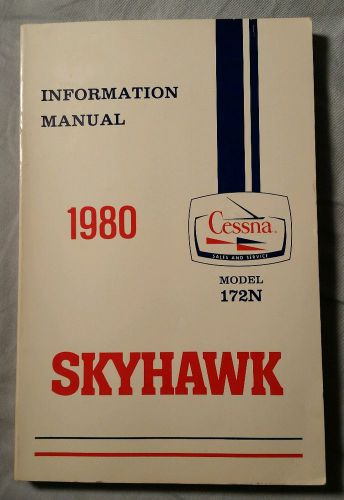 INFORMATION
MANUAL
1980
Cessna
SALES AND SERVICE
MODEL
172N
SKYHAWK